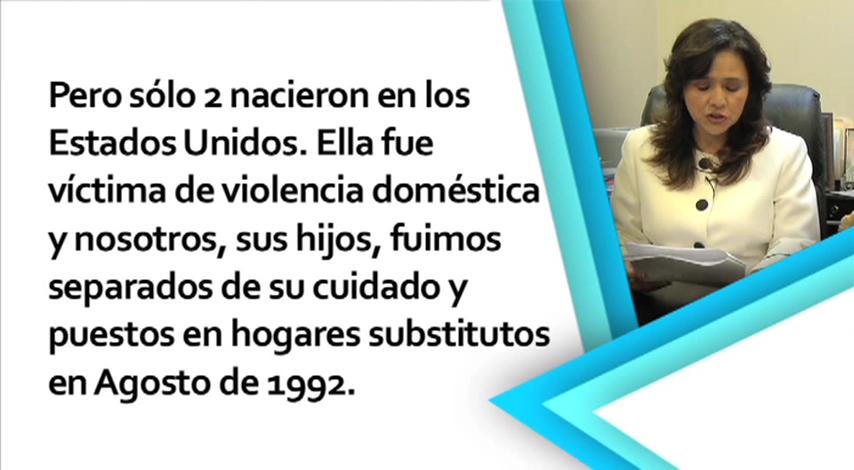 Pero sólo 2 nacieron en los
Estados Unidos. Ella fue
víctima de violencia doméstica
y nosotros, sus hijos, fuimos
separados de su cuidado y
puestos en hogares substitutos
en Agosto de 1992.